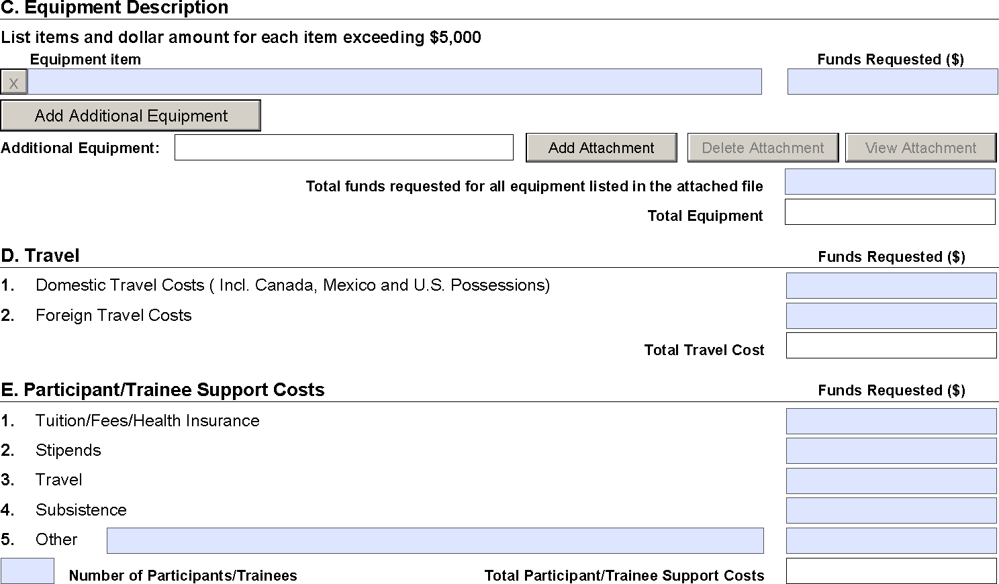 C. Equipment Description
List items and dollar amount for each item exceeding $5,000
Equipment item Funds Requested ($)
X
Add Additional Equipment
Additional Equipment: Add Attachment Delete Attachment View Attachment
Total funds requested for all equipment listed in the attached file
Total Equipment
D. Travel Funds Requested ($)
1. Domestic Travel Costs ( Incl. Canada, Mexico and U.S. Possessions)
2. Foreign Travel Costs
Total Travel Cost
E. Participant/Trainee Support Costs Funds Requested ($)
1. Tuition/Fees/Health Insurance
2. Stipends
3. Travel
4. Subsistence
5. Other
Number of Participants/Trainees Total Participant/Trainee Support Costs